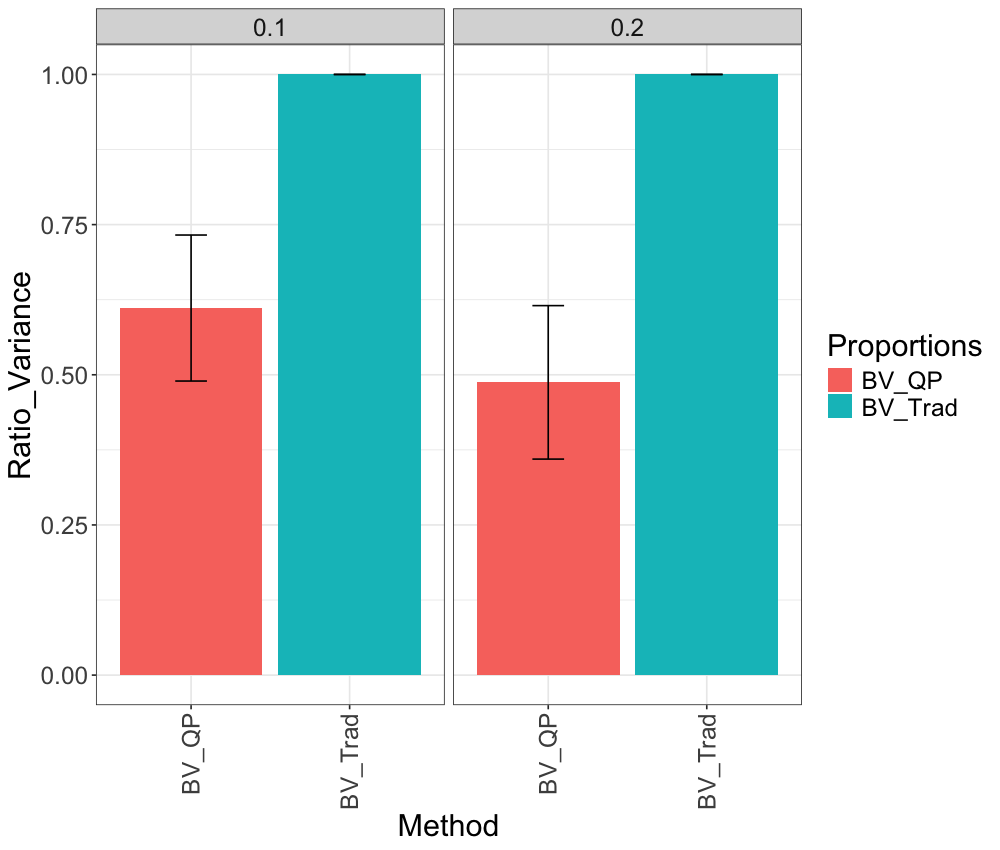 0.1
0.2
Ratio_Variance
1.00
0.75
0.50
0.25
0.00
BV_QP
BV_Trad
BV_QP
BV_Trad
Method
Proportions
BV_QP
BV_Trad